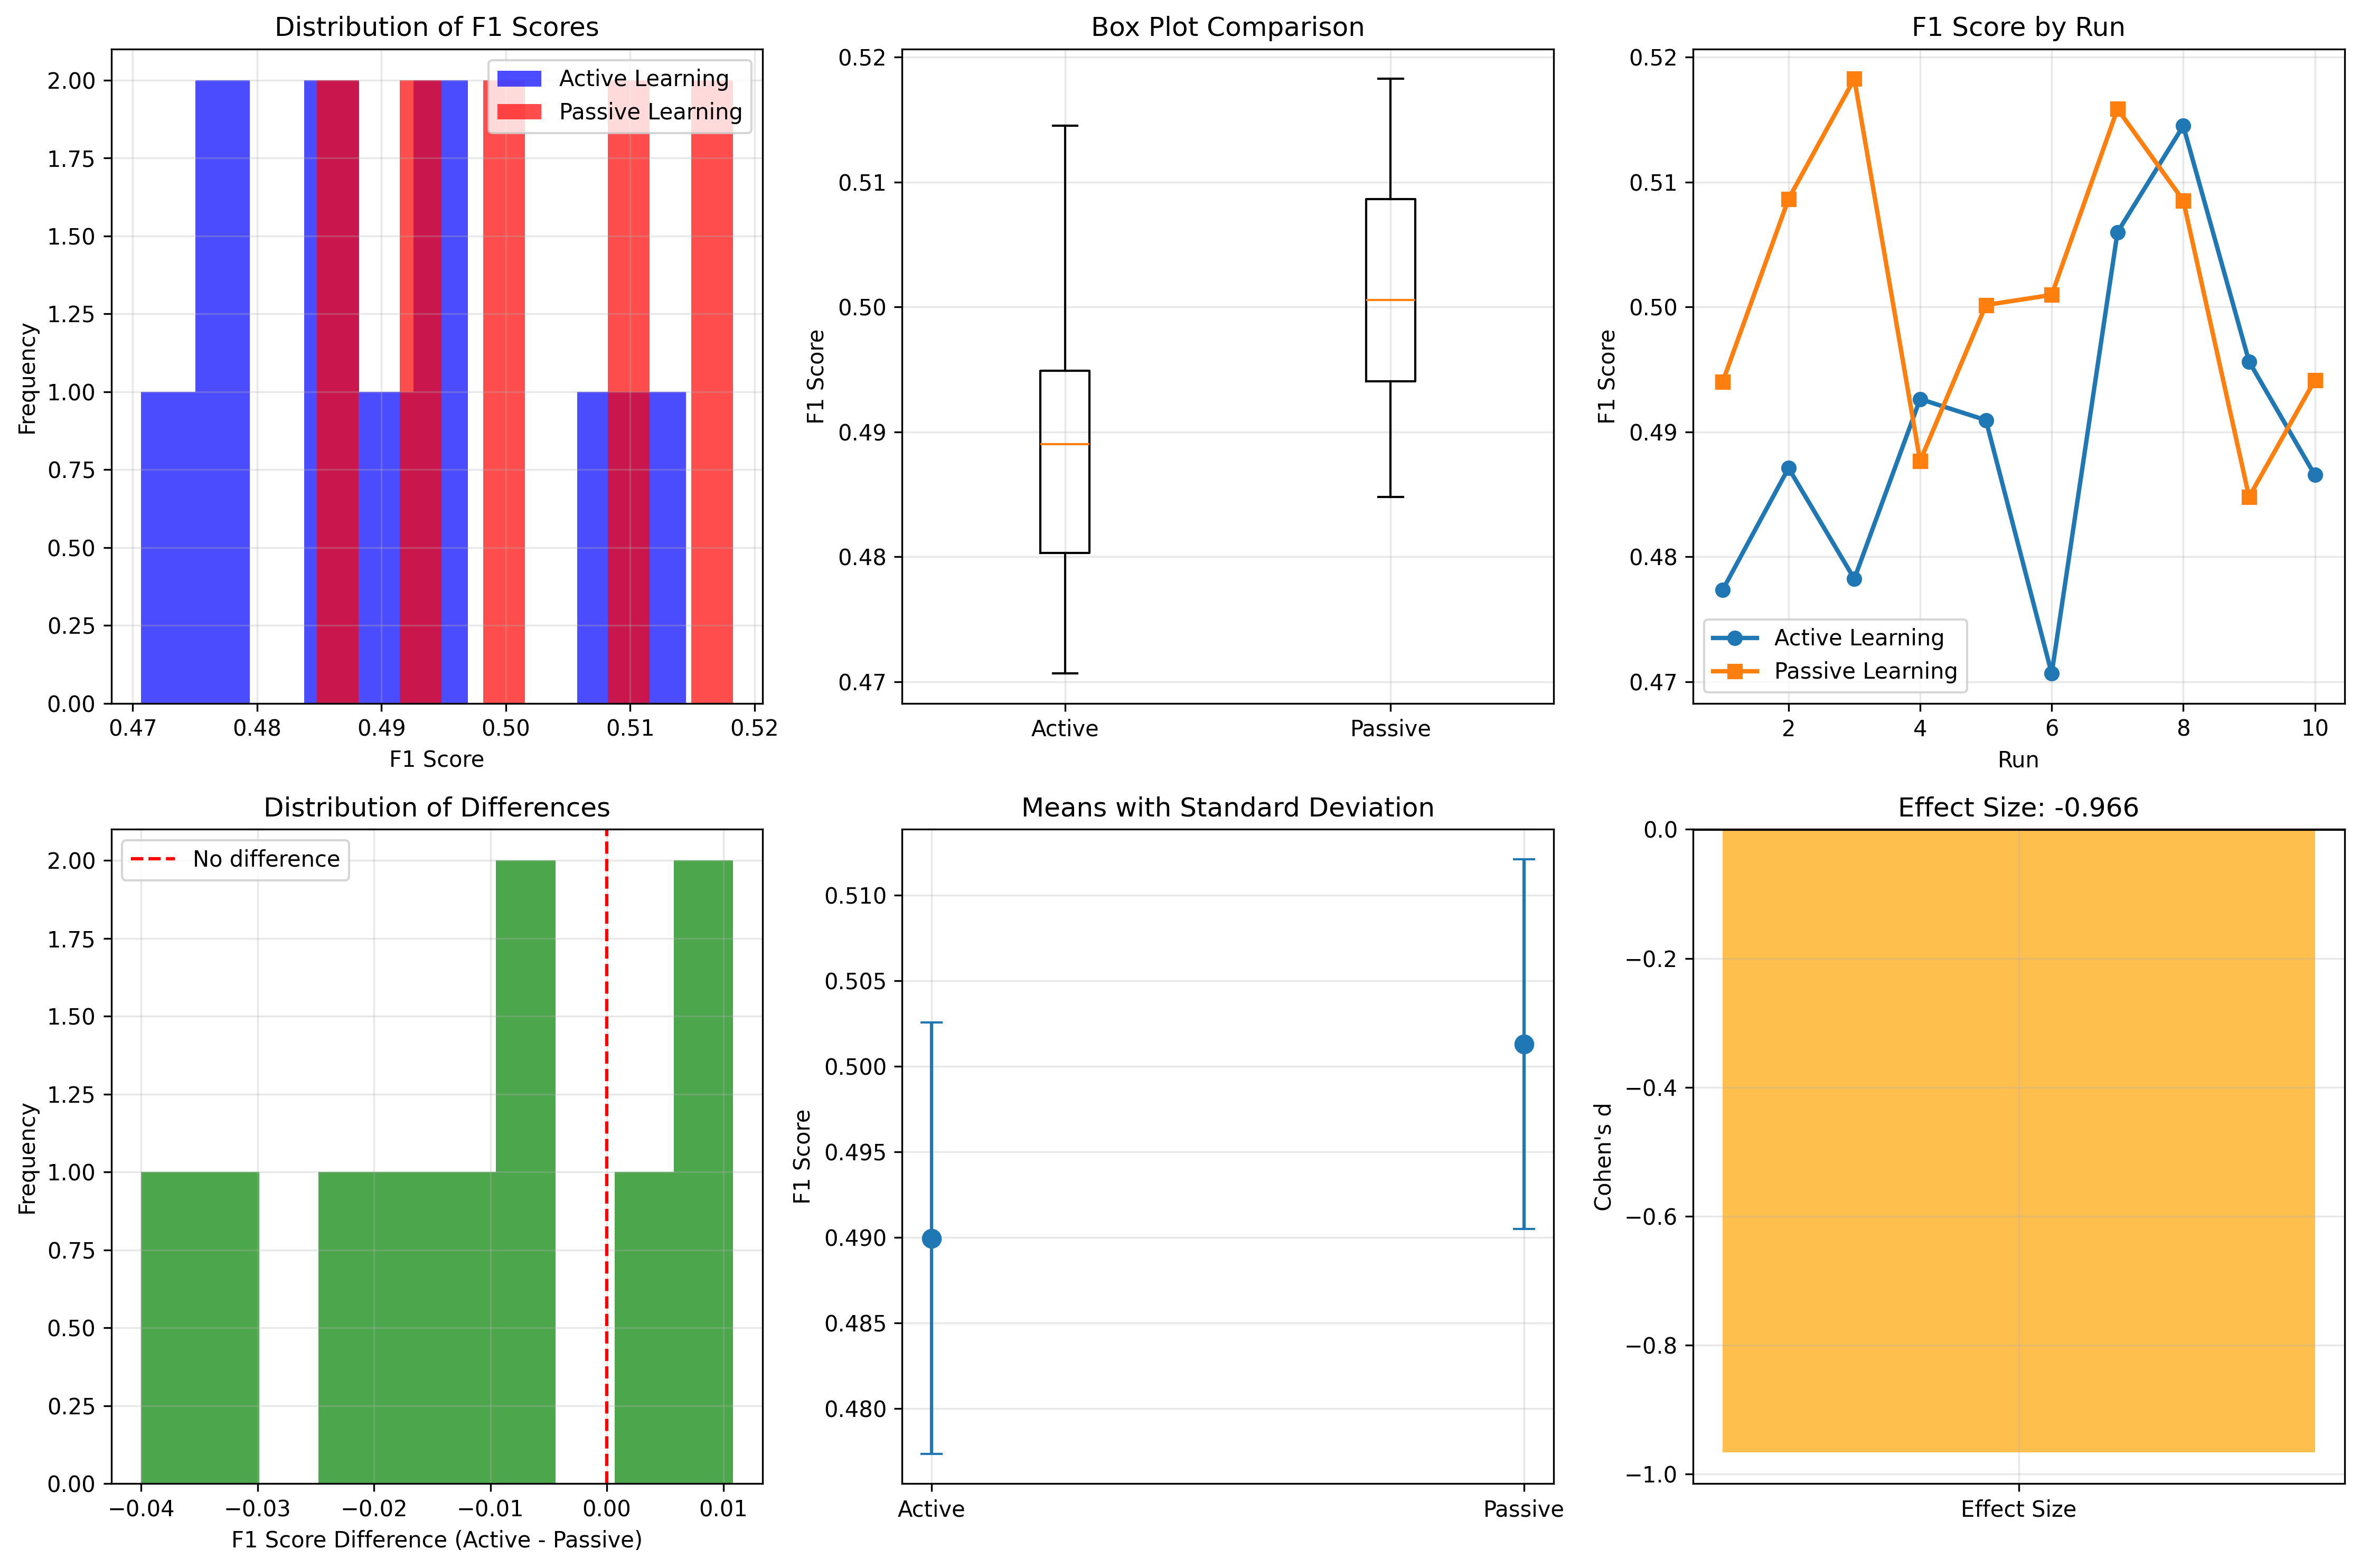 Distribution of F1 Scores
2.00
1.75
1.50
1.25
1.00
0.75
0.50
0.25
0.00
Frequency
Active Learning
Passive Learning
0.47 0.48 0.49 0.50 0.51 0.52
F1 Score
Box Plot Comparison
0.52
0.51
0.50
0.49
0.48
0.47
F1 Score
Active Passive
F1 Score by Run
0.52
0.51
0.50
0.49
0.48
0.47
F1 Score
Active Learning
Passive Learning
2 4 6 8 10
Run
Distribution of Differences
2.00
1.75
1.50
1.25
1.00
0.75
0.50
0.25
0.00
Frequency
No difference
−0.04 −0.03 −0.02 −0.01 0.00 0.01
F1 Score Difference (Active - Passive)
Means with Standard Deviation
0.510
0.505
0.500
0.495
0.490
0.485
0.480
F1 Score
Active Passive
Effect Size: -0.966
0.0
−0.2
−0.4
−0.6
−0.8
−1.0
Cohen's d
Effect Size